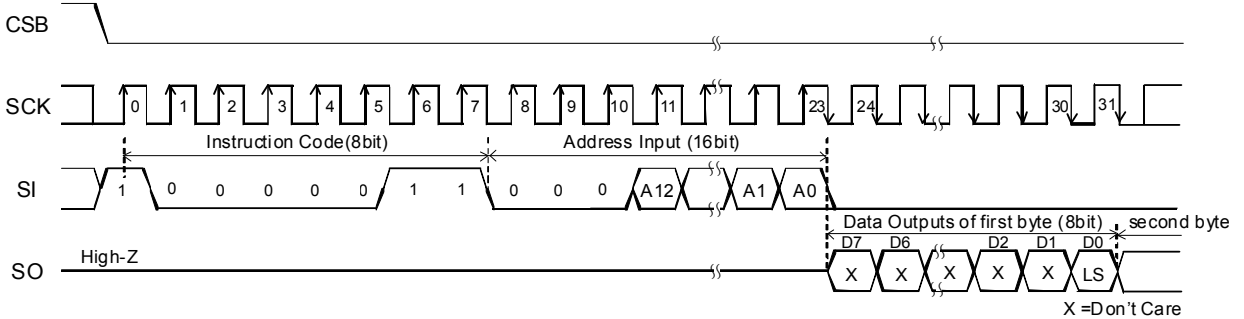 CSB
SCK 0 1 2 3 4 5 6 7 8 9 10 11 23 24 30 31
Instruction Code(8bit) Address Input (16bit)
SI 1 0 0 0 0 0 1 1 0 0 0 A12 A1 A0
Data Outputs of first byte (8bit) second byte
D7 D6 D2 D1 D0
High-Z
SO X X X X LS
X =Don't Care